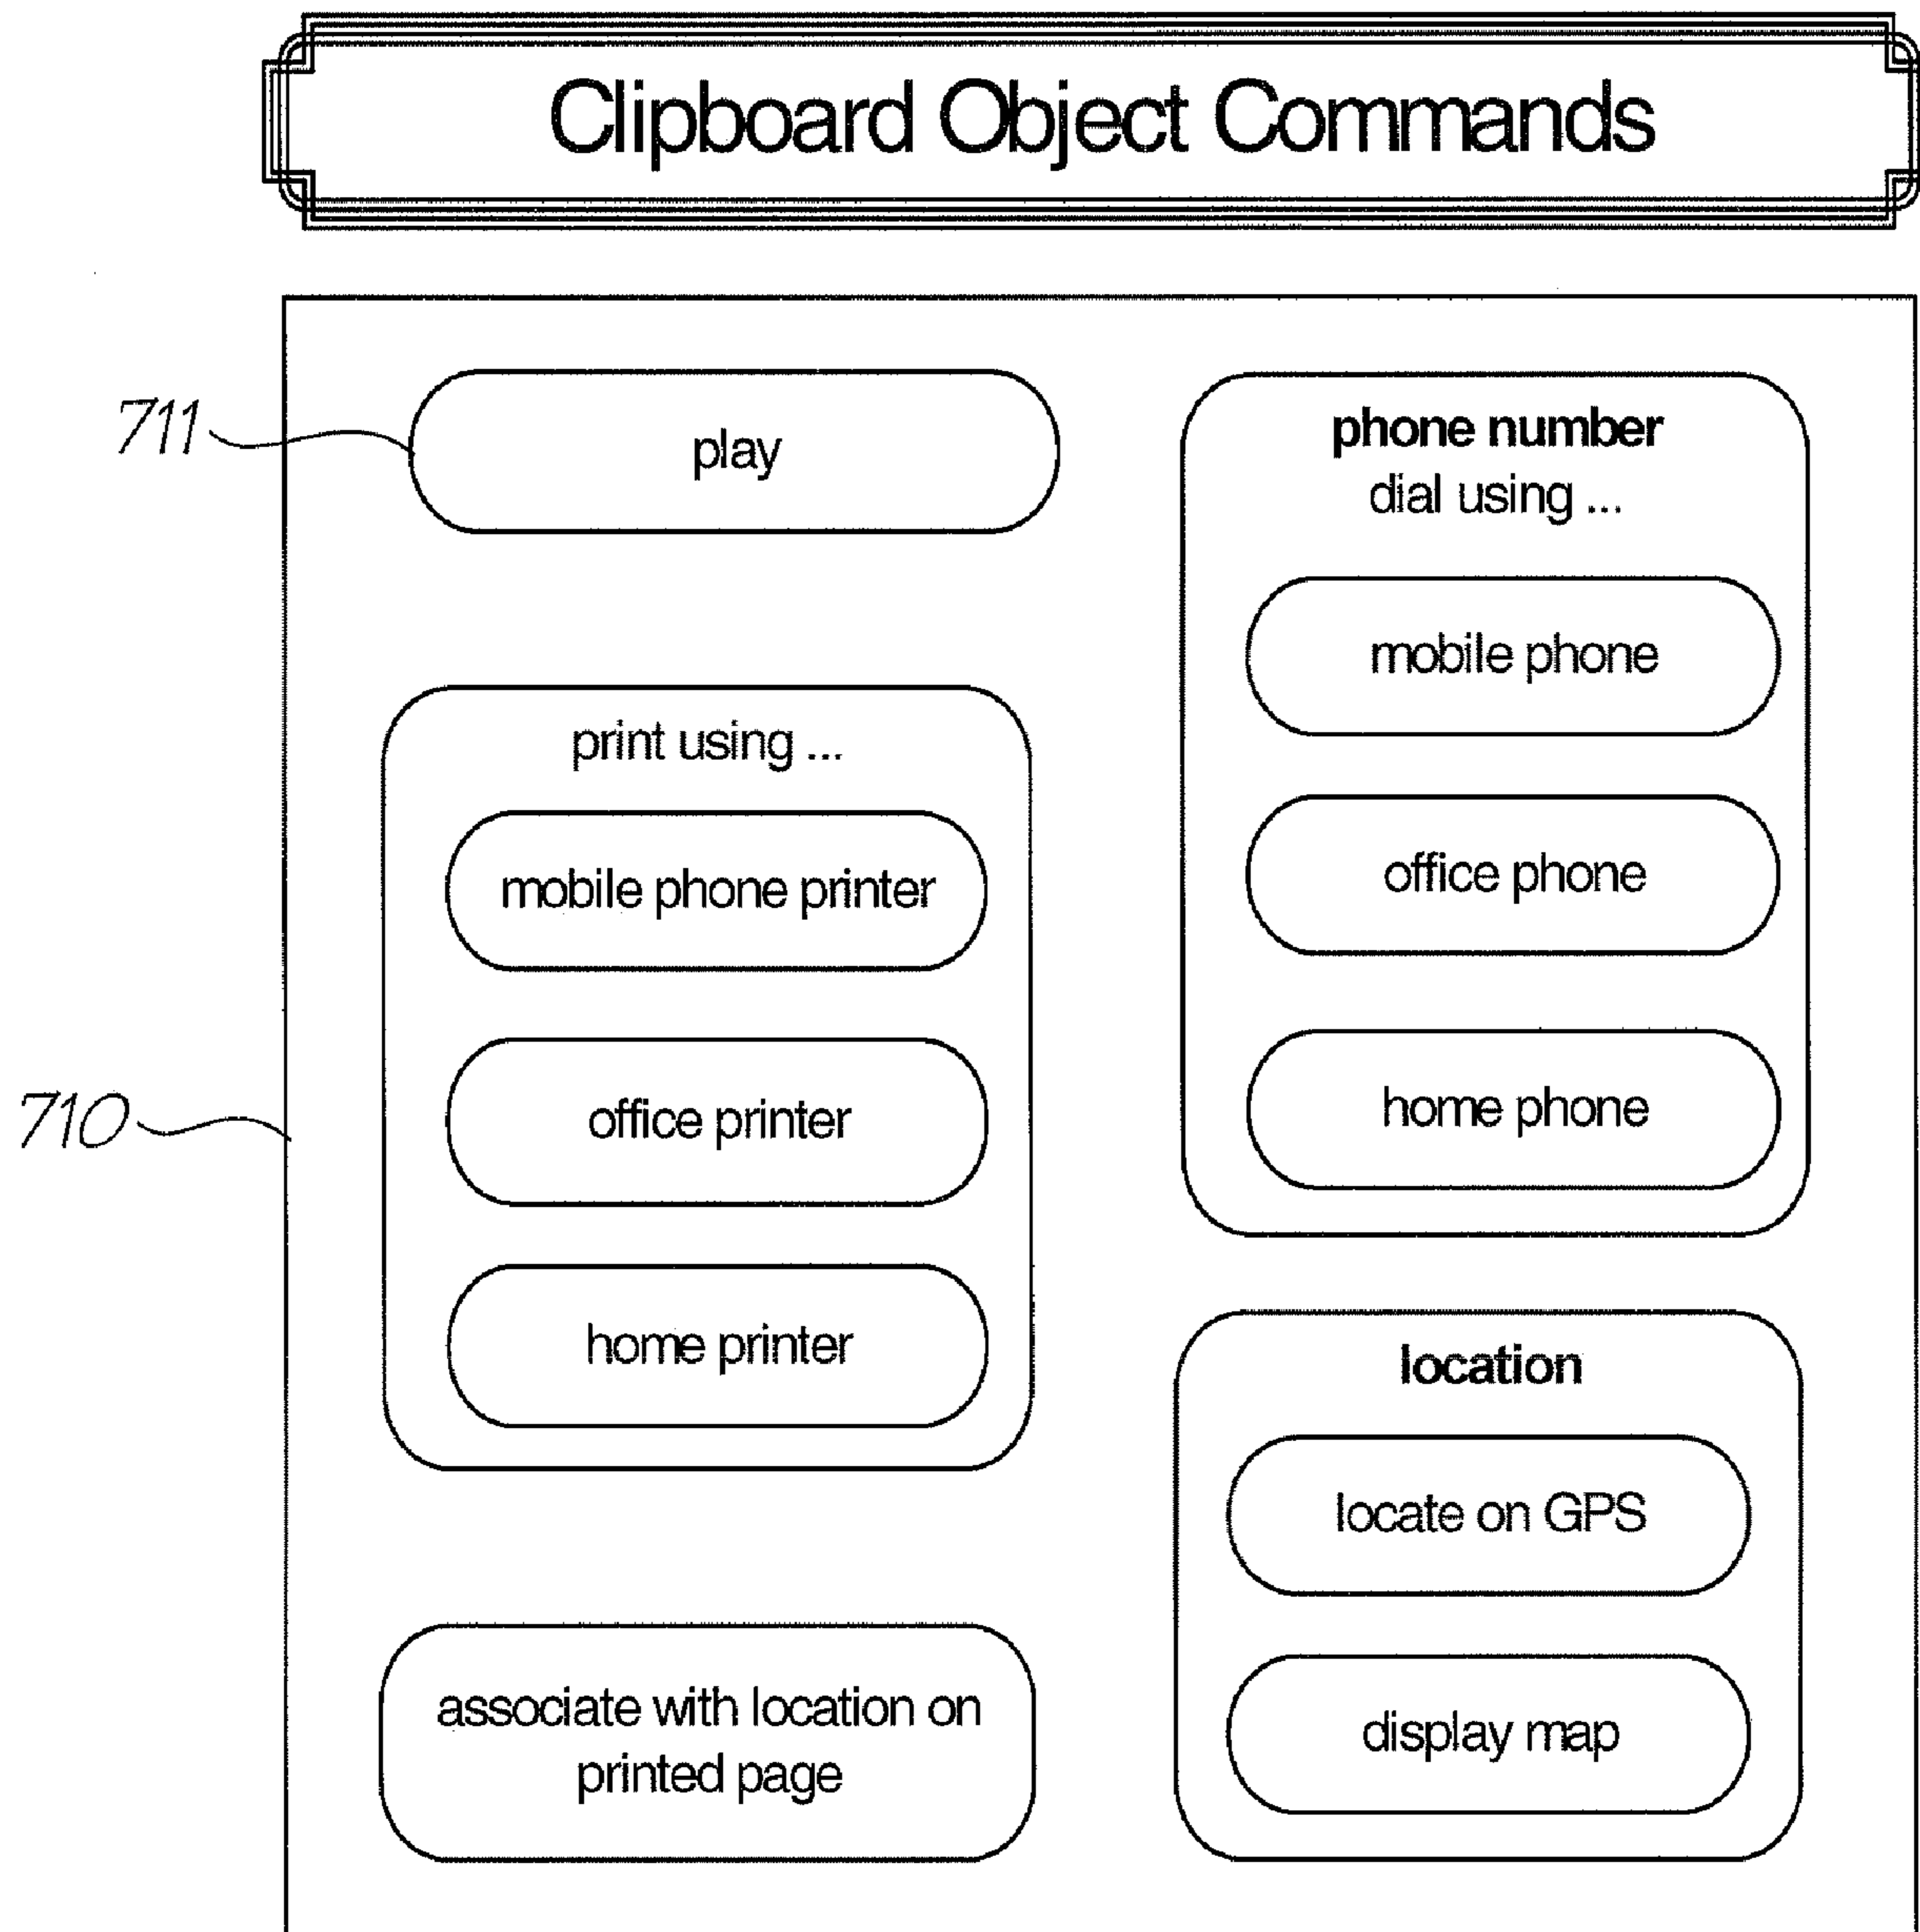 Clipboard Object Commands
711
play
print using ...
mobile phone printer
office printer
710
home printer
associate with location on
printed page
phone number
dial using ...
mobile phone
office phone
home phone
location
locate on GPS
display map